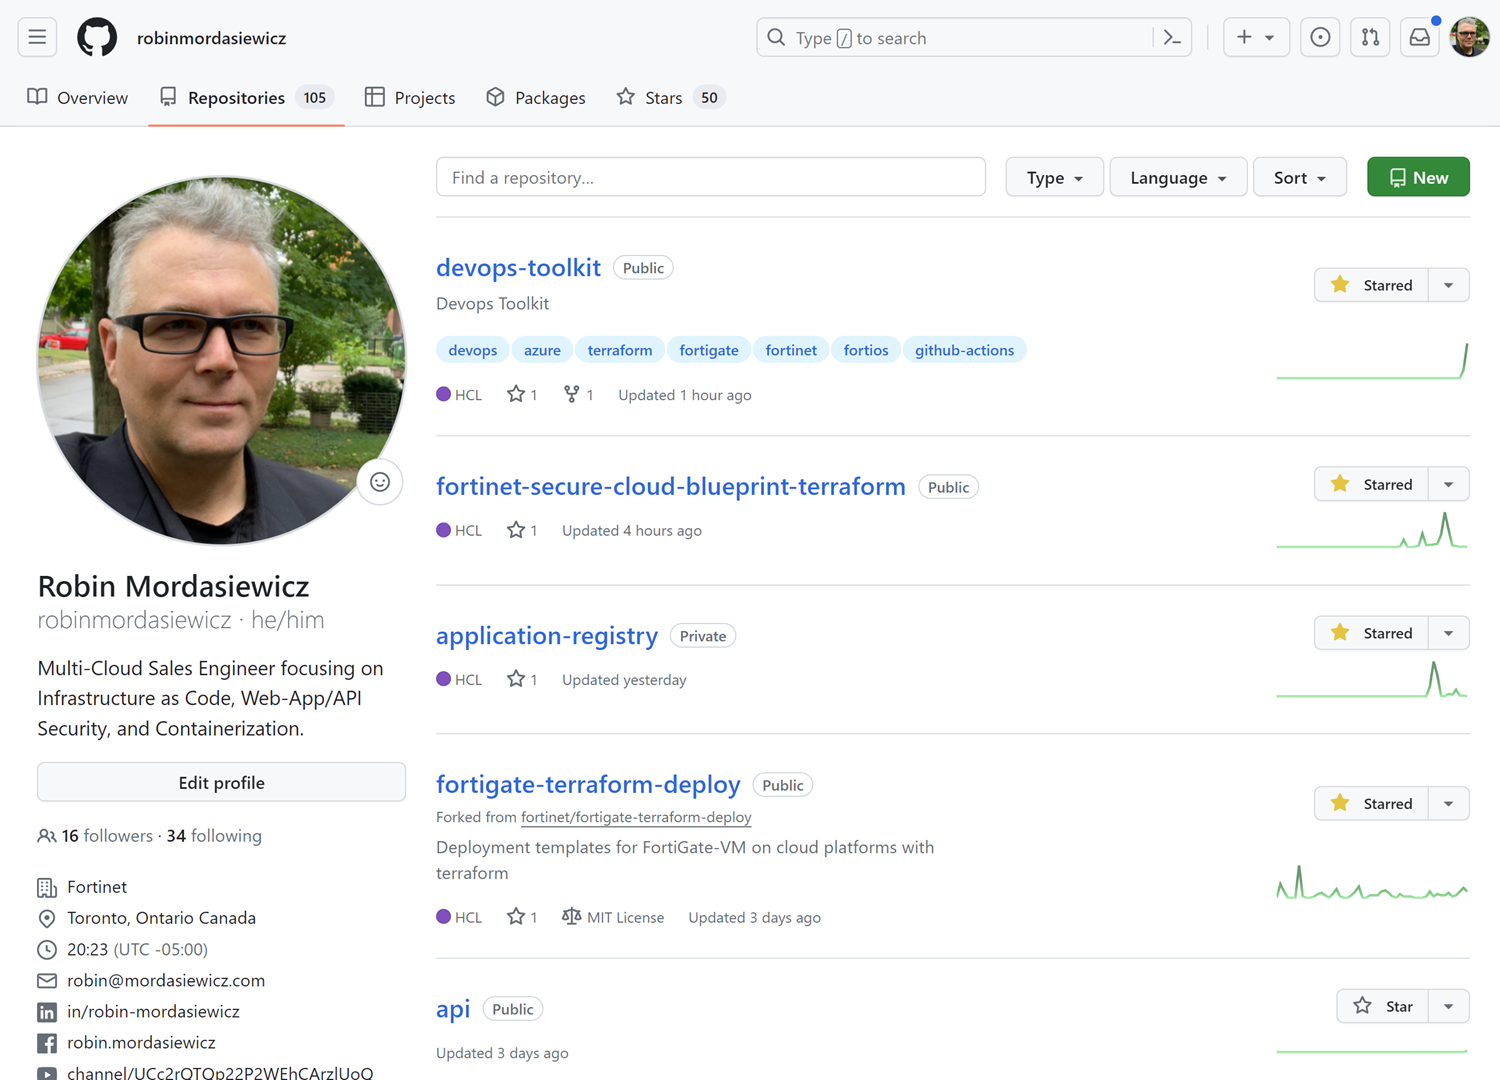 robinmordasiewicz
Type / to search
Overview
Repositories 105
Projects
Packages
Stars 50
Find a repository...
Type
Language
Sort
New
Robin Mordasiewicz
robinmordasiewicz · he/him
Multi-Cloud Sales Engineer focusing on
Infrastructure as Code, Web-App/API
Security, and Containerization.
Edit profile
16 followers · 34 following
Fortinet
Toronto, Ontario Canada
20:23 (UTC -05:00)
robin@mordasiewicz.com
in/robin-mordasiewicz
robin.mordasiewicz
channel/UCc2rQTQp22P2WEhCArzlUoQ
devops-toolkit Public
Starred
Devops Toolkit
devops azure terraform fortigate fortinet fortios github-actions
HCL 1 1 Updated 1 hour ago
fortinet-secure-cloud-blueprint-terraform Public
Starred
HCL 1 Updated 4 hours ago
application-registry Private
Starred
HCL 1 Updated yesterday
fortigate-terraform-deploy Public
Starred
Forked from fortinet/fortigate-terraform-deploy
Deployment templates for FortiGate-VM on cloud platforms with
terraform
HCL 1 MIT License Updated 3 days ago
api Public
Star
Updated 3 days ago